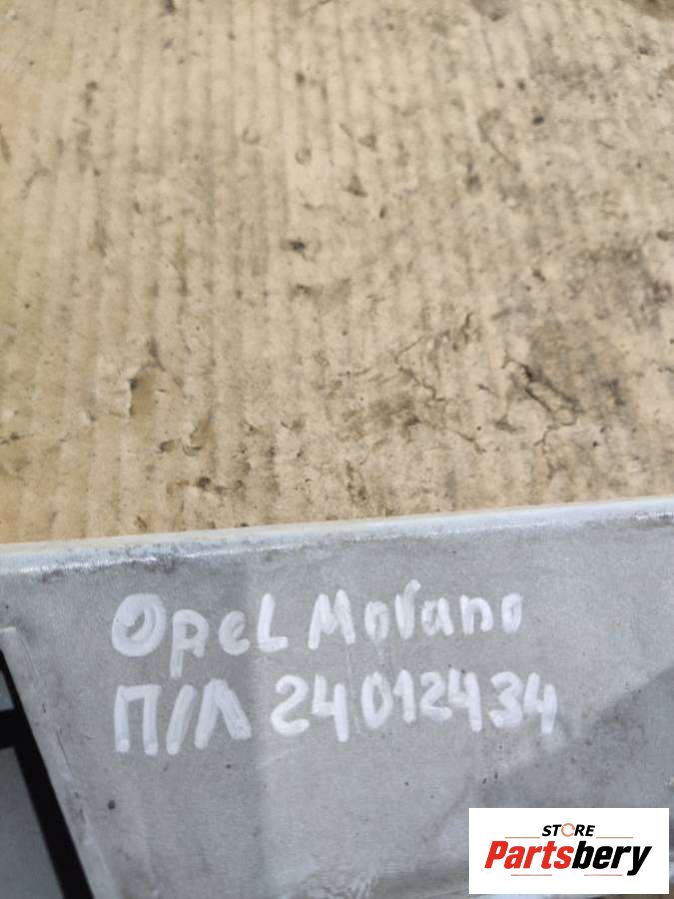 Opel Movano
П/Л 24012434
STORE
Partsbery